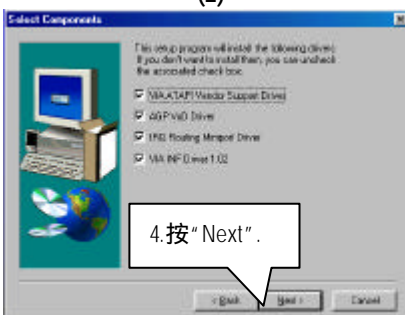 Select Components
This setup program will install the following drivers.
If you don't want to install them, you can uncheck
the associated check box.
VIA ATAPI Vendor Support Driver
AGP VxD Driver
IRQ Routing Miniport Driver
VIA INF Driver 1.02
4.按“Next”.
< Back
Next >
Cancel